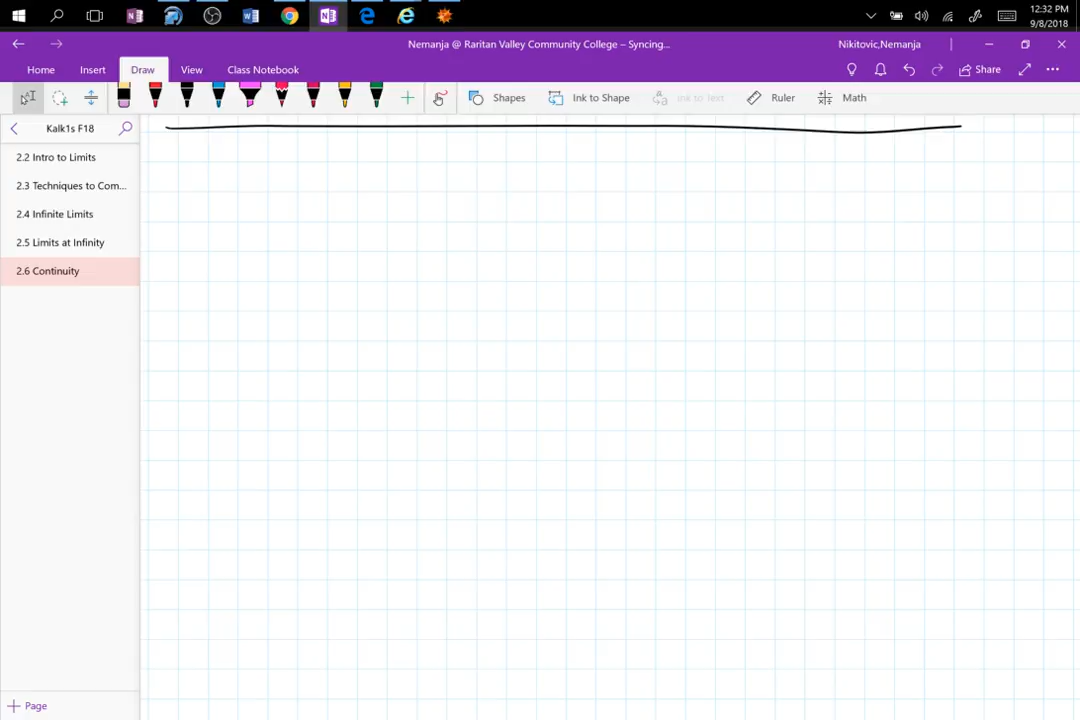 12:32 PM
9/8/2018
Nemanja @ Raritan Valley Community College – Syncing...
Nikitovic,Nemanja
Home Insert Draw View Class Notebook
Share
Shapes Ink to Shape Ink to Text Ruler Math
Kalk1s F18
2.2 Intro to Limits
2.3 Techniques to Com...
2.4 Infinite Limits
2.5 Limits at Infinity
2.6 Continuity
Page